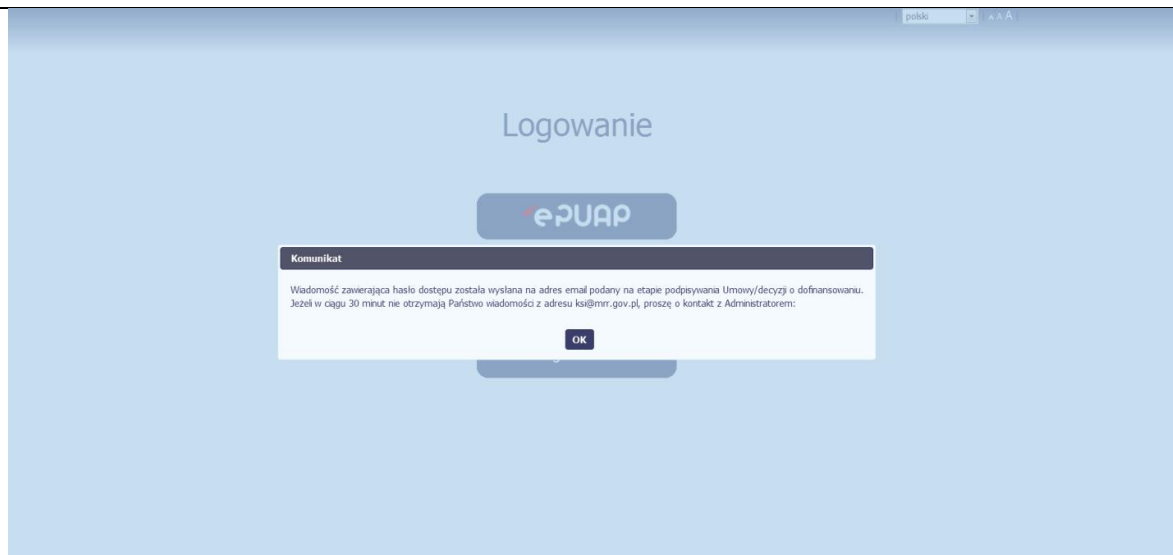 polski A A A
Logowanie
ePUAP
Komunikat
Wiadomość zawierająca hasło dostępu została wysłana na adres email podany na etapie podpisywania Umowy/decyzji o dofinansowaniu.
Jeżeli w ciągu 30 minut nie otrzymają Państwo wiadomości z adresu ksi@mrr.gov.pl, proszę o kontakt z Administratorem:
OK